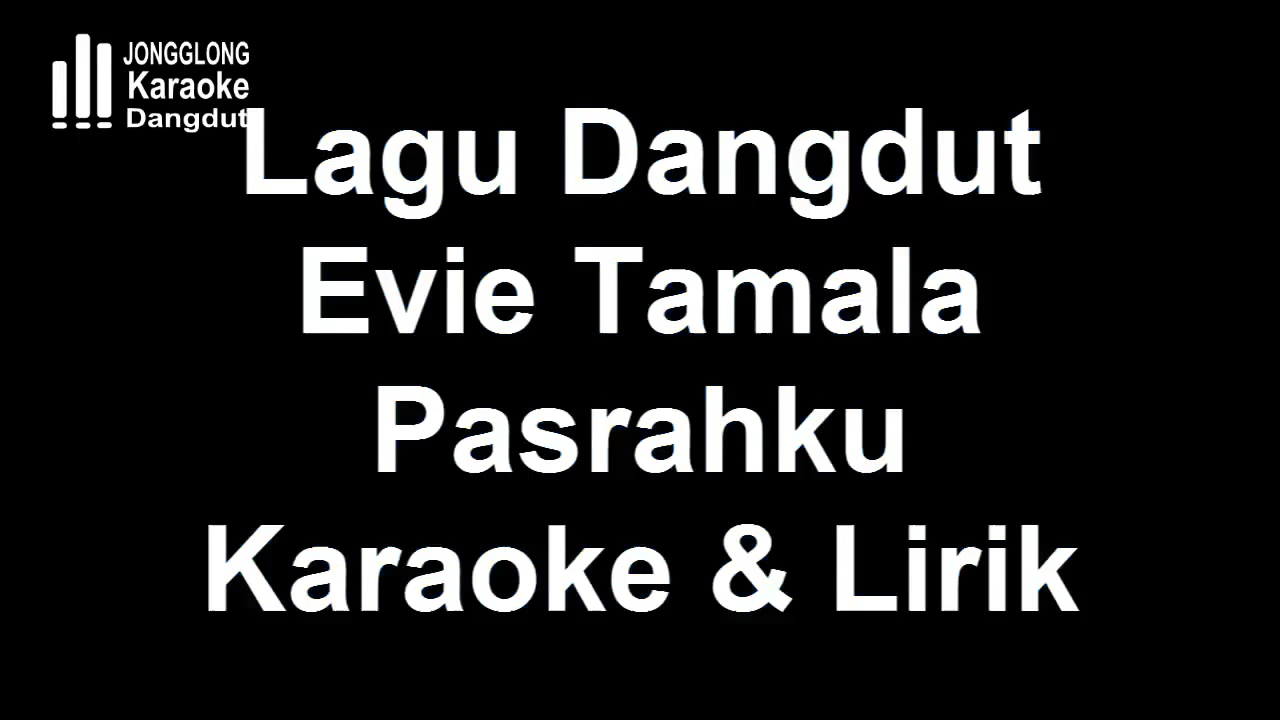 JONGGLONG
Karaoke
Dangdut
Lagu Dangdut
Evie Tamala
Pasrahku
Karaoke & Lirik